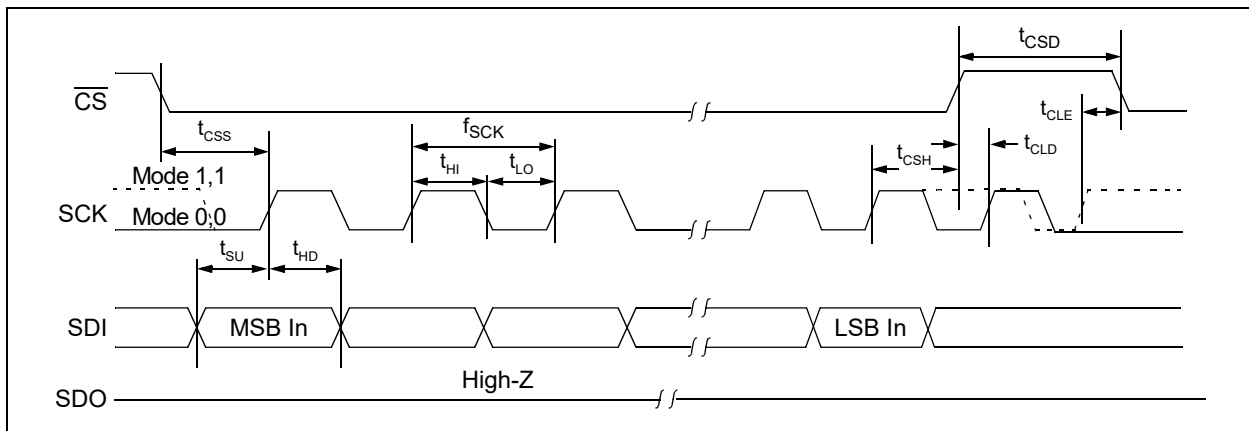 tCSD
CS
tCLE
tCSS
fSCK
tCLD
tHI
tLO
tCSH
Mode 1,1
SCK
Mode 0,0
tSU
tHD
SDI
MSB In
LSB In
High-Z
SDO